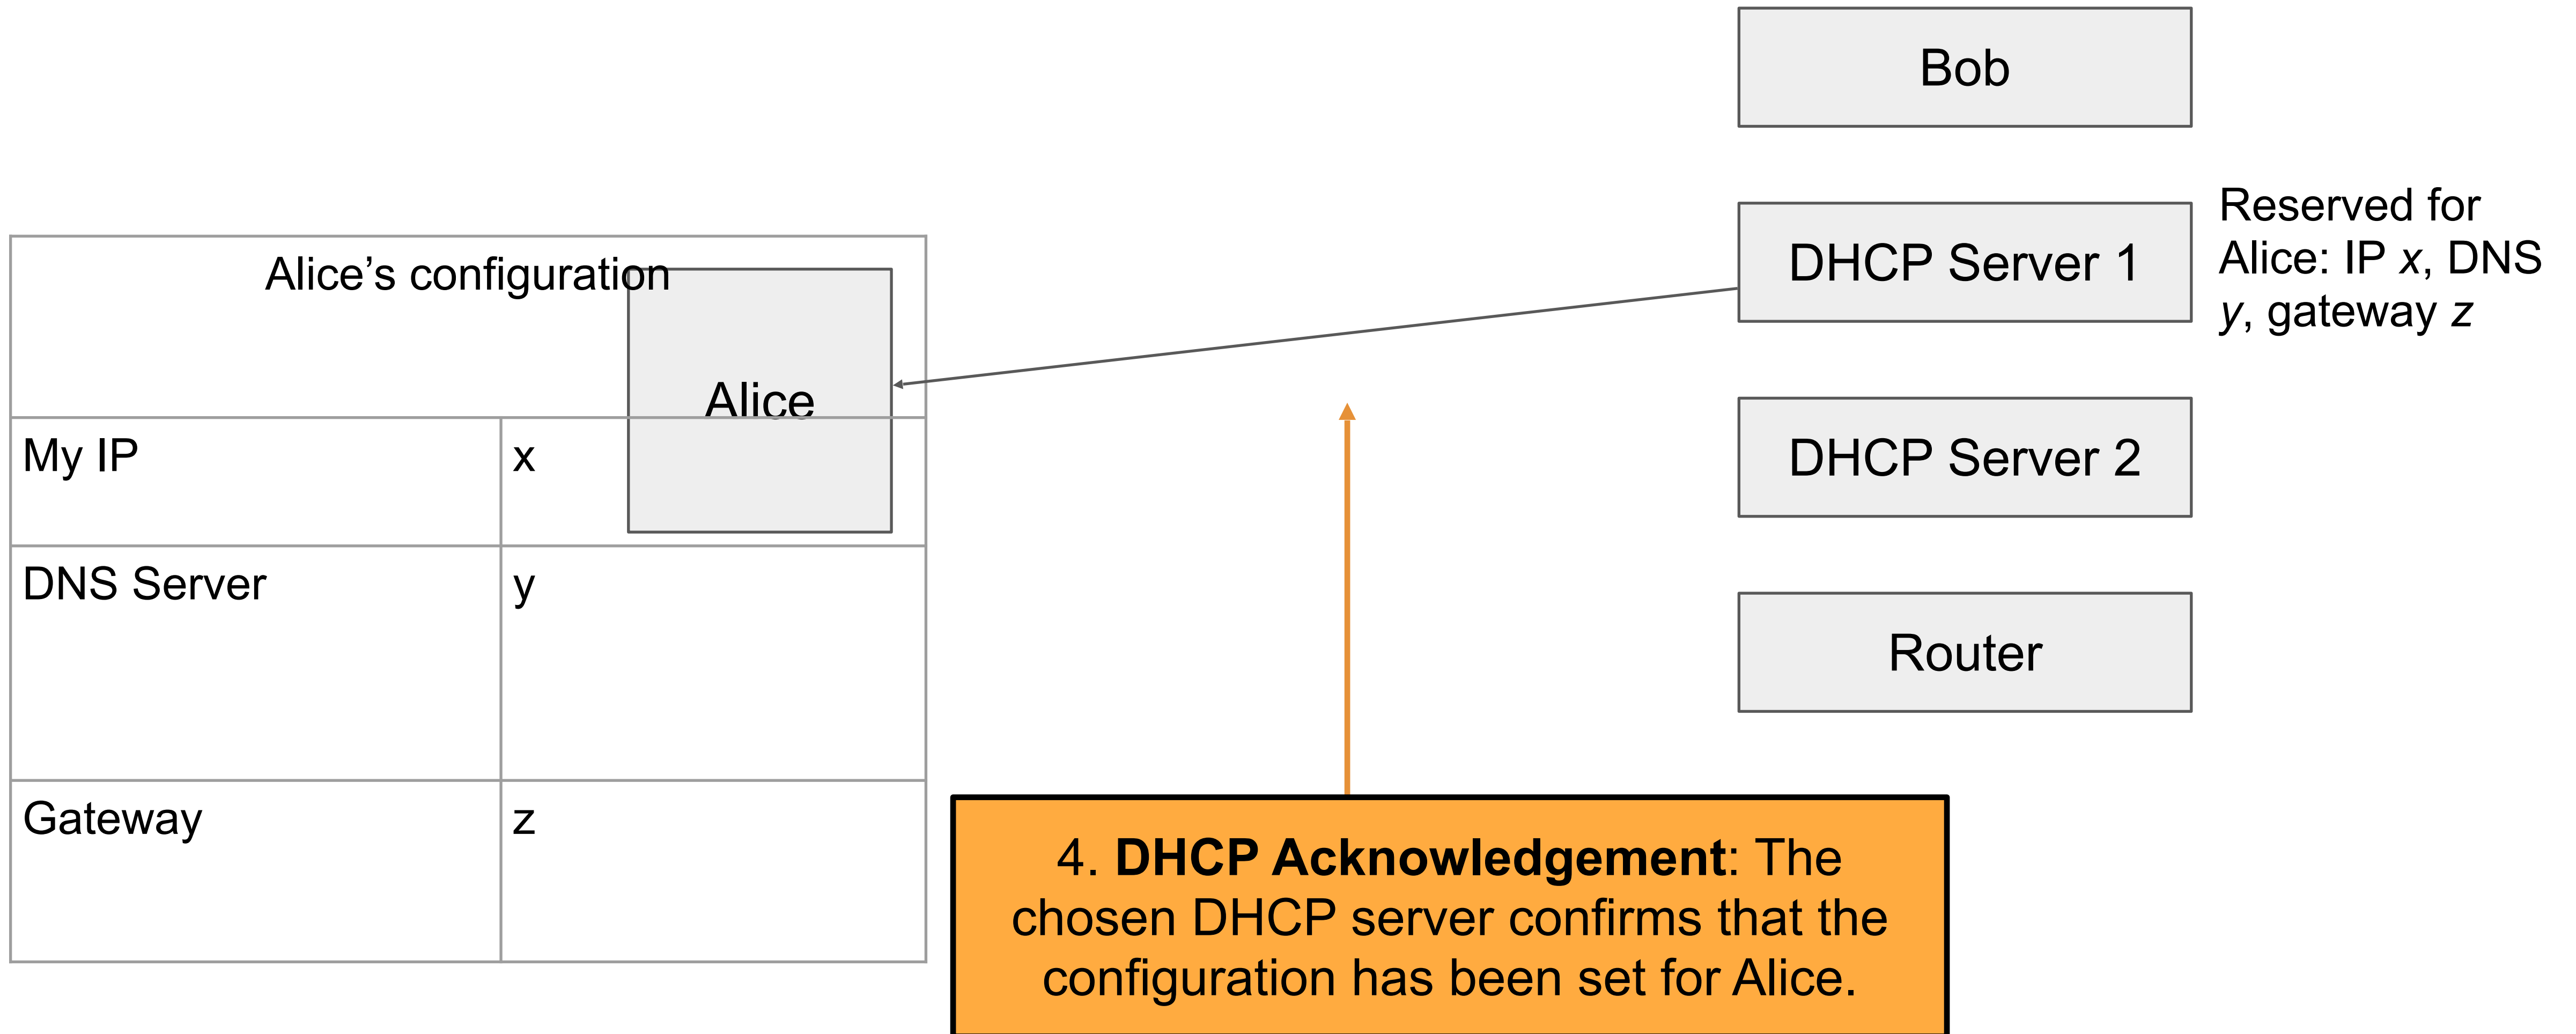 Bob
DHCP Server 1
Reserved for
Alice: IP x, DNS
y, gateway z
DHCP Server 2
Router
Alice’s configuration
Alice
My IP
x
DNS Server
y
Gateway
z
4. DHCP Acknowledgement: The
chosen DHCP server confirms that the
configuration has been set for Alice.